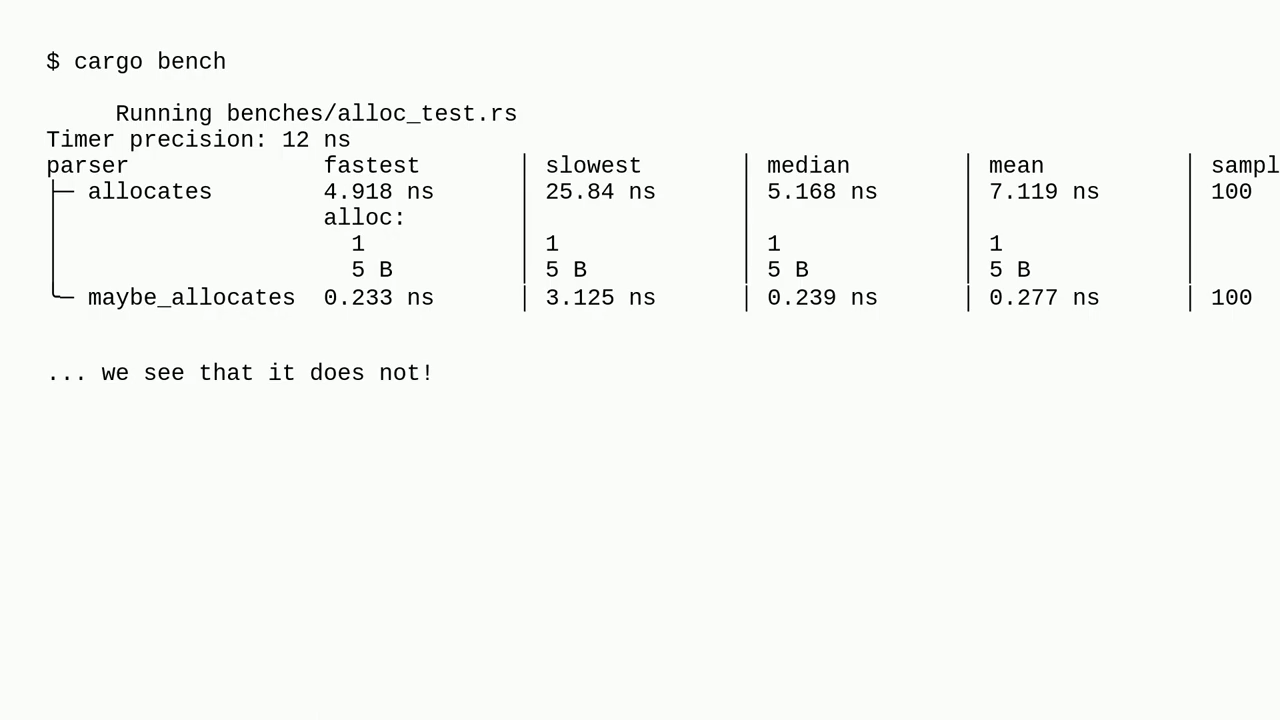 $ cargo bench
     Running benches/alloc_test.rs
Timer precision: 12 ns
parser              fastest       │ slowest       │ median        │ mean          │ sampl
├─ allocates        4.918 ns      │ 25.84 ns      │ 5.168 ns      │ 7.119 ns      │ 100
│                   alloc:        │               │               │               │
│                     1           │ 1             │ 1             │ 1             │
│                     5 B         │ 5 B           │ 5 B           │ 5 B           │
╰─ maybe_allocates  0.233 ns      │ 3.125 ns      │ 0.239 ns      │ 0.277 ns      │ 100
... we see that it does not!